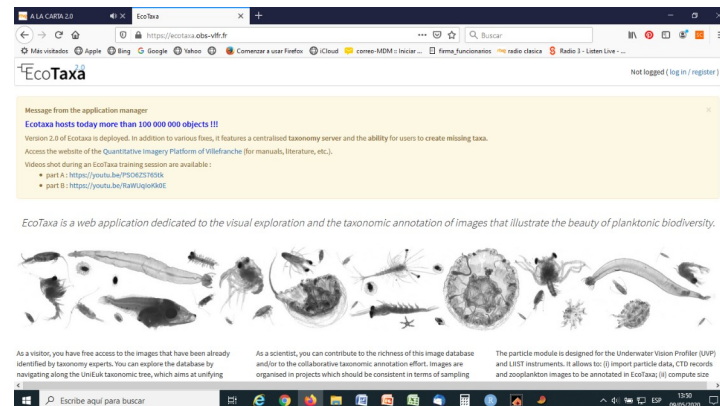 A LA CARTA 2.0
EcoTaxa
https://ecotaxa.obs-vlfr.fr
Buscar
Más visitados Apple Bing Google Yahoo Comenzar a usar Firefox iCloud correo-MDM :: Iniciar ... firma_funcionarios radio clasica Radio 3 - Listen Live - ...
EcoTaxa 2.0
Not logged ( log in / register )
Message from the application manager
Ecotaxa hosts today more than 100 000 000 objects !!!
Version 2.0 of Ecotaxa is deployed. In addition to various fixes, it features a centralised taxonomy server and the ability for users to create missing taxa.
Access the website of the Quantitative Imagery Platform of Villefranche (for manuals, literature, etc.).
Videos shot during an EcoTaxa training session are available :
part A : https://youtu.be/PSO6ZS765tk
part B : https://youtu.be/RaWUqIoKk0E
EcoTaxa is a web application dedicated to the visual exploration and the taxonomic annotation of images that illustrate the beauty of planktonic biodiversity.
As a visitor, you have free access to the images that have been already
identified by taxonomy experts. You can explore the database by
navigating along the UniEuk taxonomic tree, which aims at unifying
As a scientist, you can contribute to the richness of this image database
and/or to the collaborative taxonomic annotation effort. Images are
organised in projects which should be consistent in terms of sampling
The particle module is designed for the Underwater Vision Profiler (UVP)
and LIIST instruments. It allows to: (i) import particle data, CTD records
and zooplankton images to be annotated in EcoTaxa; (ii) compute size
Escribe aquí para buscar
ESP
13:50
09/05/2020